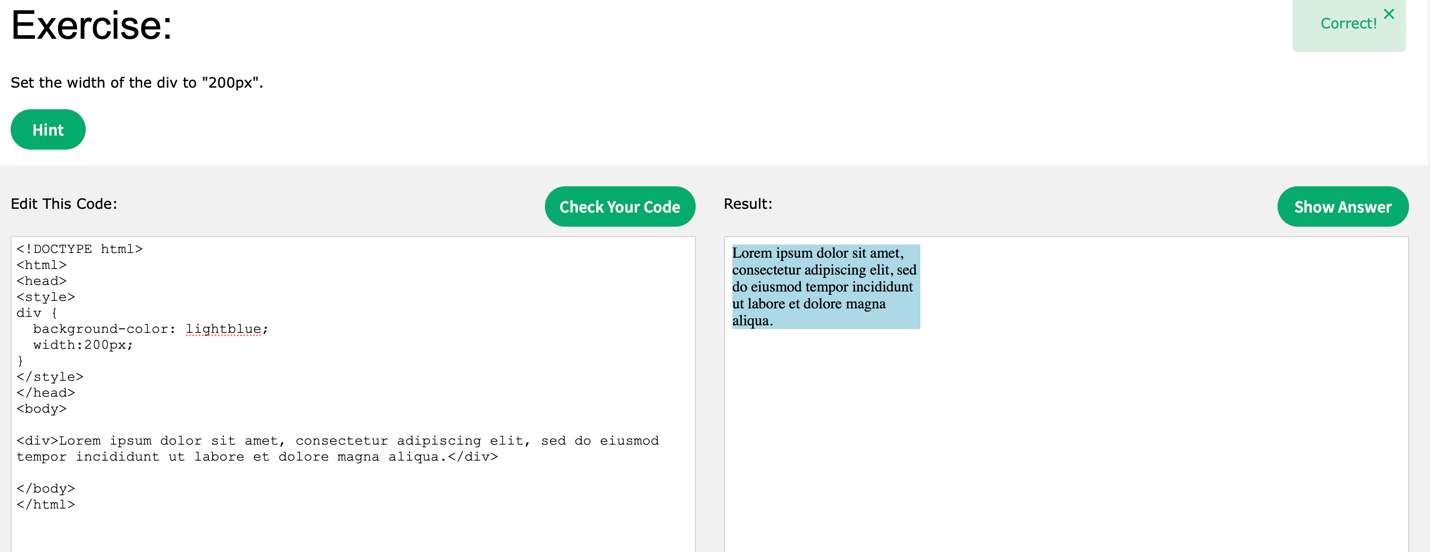 Exercise:
Correct! ×
Set the width of the div to "200px".
Hint
Edit This Code:
Check Your Code
Result:
Show Answer
<!DOCTYPE html>
<html>
<head>
<style>
div {
  background-color: lightblue;
  width:200px;
}
</style>
</head>
<body>

<div>Lorem ipsum dolor sit amet, consectetur adipiscing elit, sed do eiusmod
tempor incididunt ut labore et dolore magna aliqua.</div>

</body>
</html>
Lorem ipsum dolor sit amet,
consectetur adipiscing elit, sed
do eiusmod tempor incididunt
ut labore et dolore magna
aliqua.